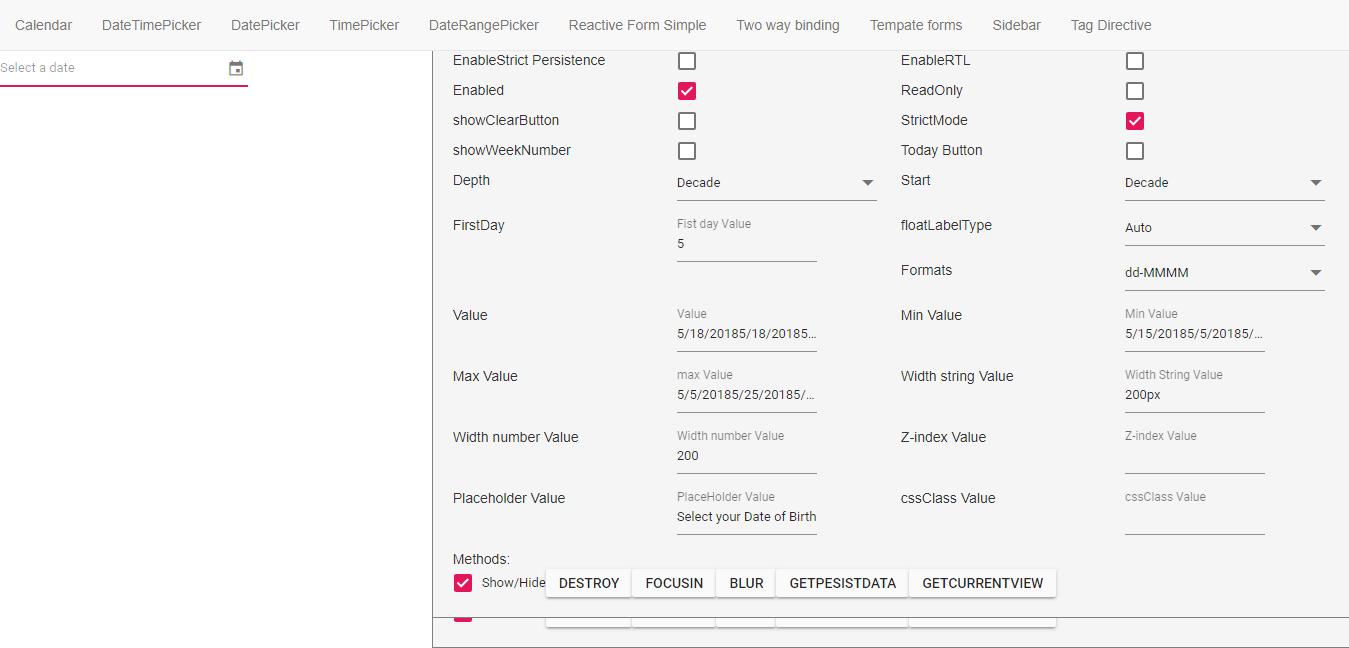 Calendar DateTimePicker DatePicker TimePicker DateRangePicker Reactive Form Simple Two way binding Tempate forms Sidebar Tag Directive
Select a date
EnableStrict Persistence EnableRTL
Enabled ReadOnly
showClearButton StrictMode
showWeekNumber Today Button
Depth Decade Start Decade
FirstDay Fist day Value floatLabelType Auto
5
Formats dd-MMMM
Value Value Min Value Min Value
5/18/20185/18/20185... 5/15/20185/5/20185/...
Max Value max Value Width string Value Width String Value
5/5/20185/25/20185/... 200px
Width number Value Width number Value Z-index Value Z-index Value
200
Placeholder Value PlaceHolder Value cssClass Value cssClass Value
Select your Date of Birth
Methods:
Show/Hide DESTROY FOCUSIN BLUR GETPESISTDATA GETCURRENTVIEW